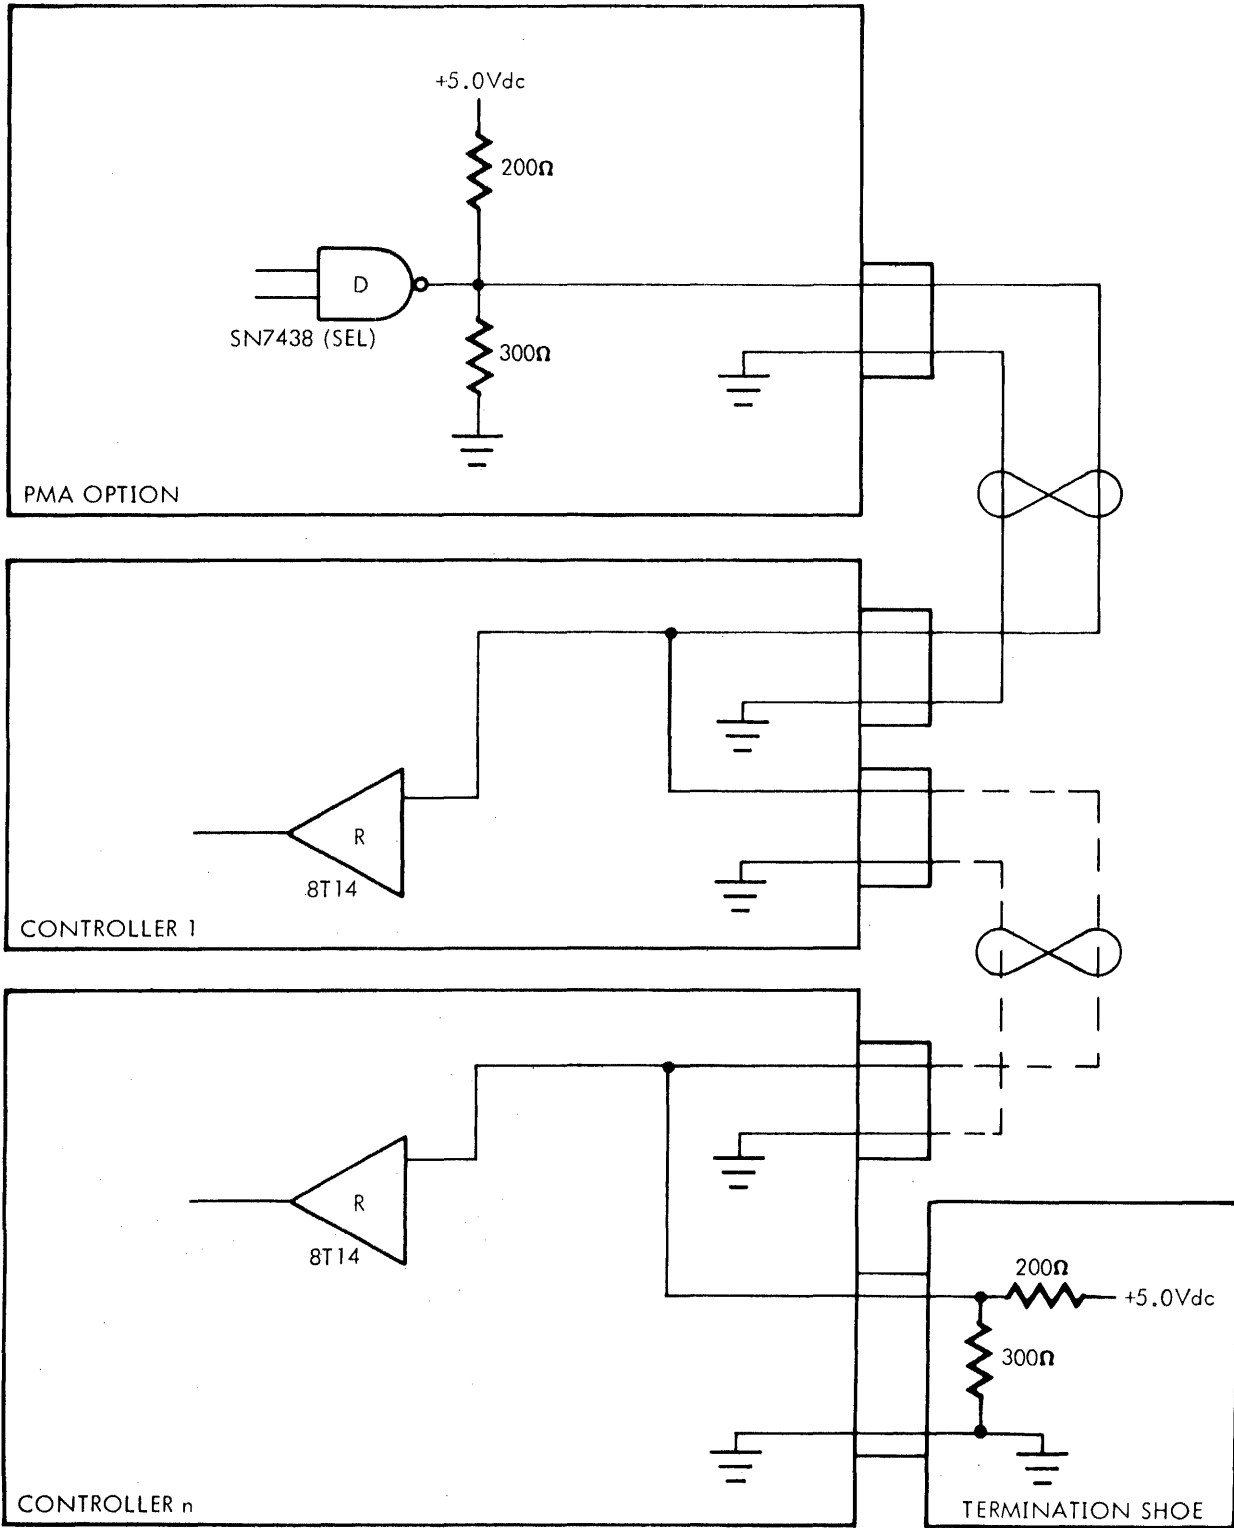 +5.0Vdc
200Ω
D
SN7438 (SEL)
300Ω
PMA OPTION
R
8T14
CONTROLLER 1
R
8T14
200Ω
+5.0Vdc
300Ω
CONTROLLER n
TERMINATION SHOE